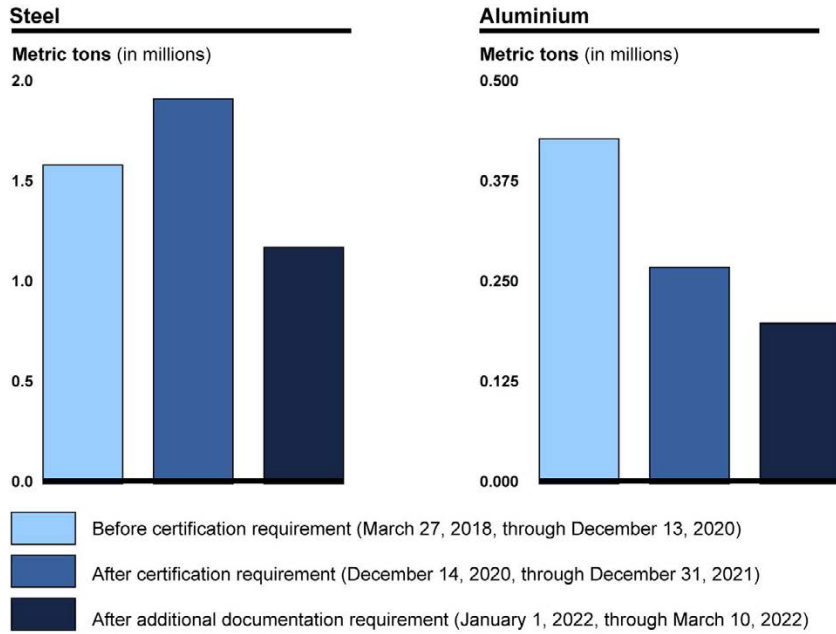 Steel
Metric tons (in millions)
2.0
1.5
1.0
0.5
0.0
Aluminium
Metric tons (in millions)
0.500
0.375
0.250
0.125
0.000
Before certification requirement (March 27, 2018, through December 13, 2020)
After certification requirement (December 14, 2020, through December 31, 2021)
After additional documentation requirement (January 1, 2022, through March 10, 2022)